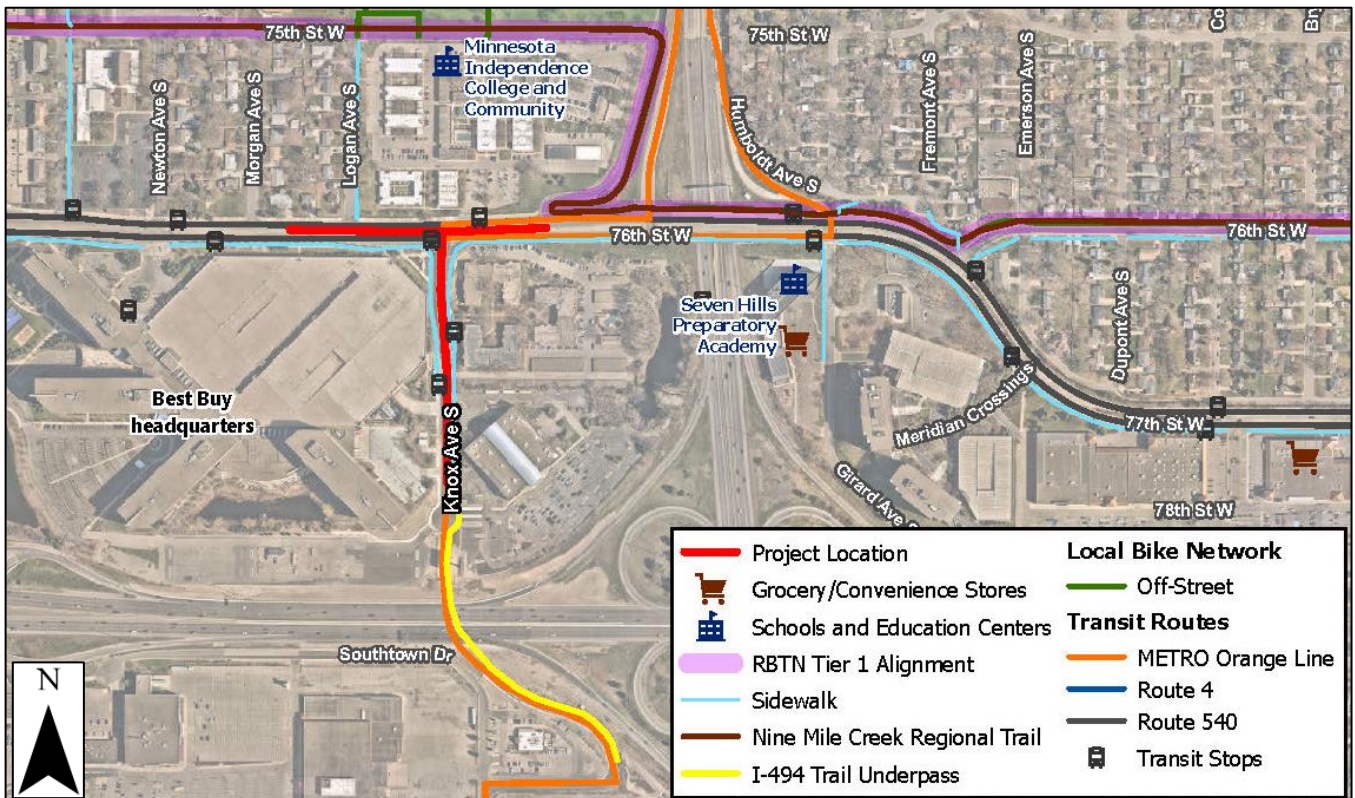 75th St W
75th St W
Co
Br
Minnesota
Independence
College and
Community
Newton Ave S
Morgan Ave S
Logan Ave S
Humboldt Ave S
Fremont Ave S
Emerson Ave S
76th St W
76th St W
Seven Hills
Preparatory
Academy
Dupont Ave S
Best Buy
headquarters
Knox Ave S
Meridian Crossings
77th St W
Girard Ave S
78th St W
Southtown Dr
N
Project Location
Grocery/Convenience Stores
Schools and Education Centers
RBTN Tier 1 Alignment
Sidewalk
Nine Mile Creek Regional Trail
I-494 Trail Underpass
Local Bike Network
Off-Street
Transit Routes
METRO Orange Line
Route 4
Route 540
Transit Stops